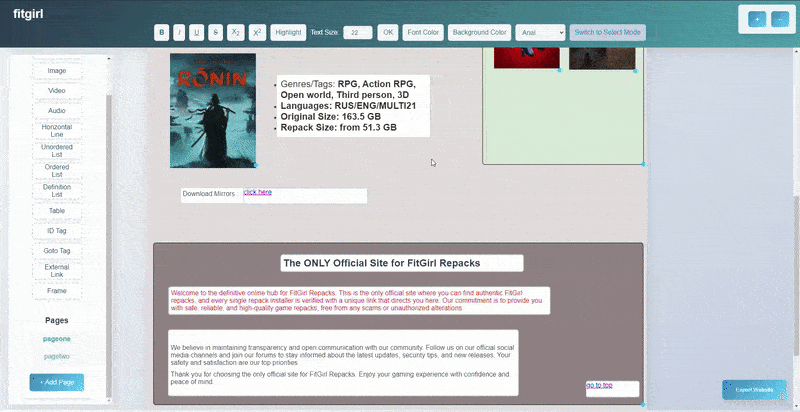 fitgirl
+ -
B I U S X2 X2 Highlight Text Size: 22 OK Font Color Background Color Arial Switch to Select Mode
Image
Video
Audio
Horizontal
Line
Unordered
List
Ordered
List
Definition
List
Table
ID Tag
Goto Tag
External
Link
Frame
Pages
pageone
pagetwo
+ Add Page
RONIN
Genres/Tags: RPG, Action RPG,
Open world, Third person, 3D
Languages: RUS/ENG/MULTI21
Original Size: 163.5 GB
Repack Size: from 51.3 GB
Download Mirrors click here
The ONLY Official Site for FitGirl Repacks
Welcome to the definitive online hub for FitGirl Repacks. This is the only official site where you can find authentic FitGirl
repacks, and every single repack installer is verified with a unique link that directs you here. Our commitment is to provide you
with safe, reliable, and high-quality game repacks, free from any scams or unauthorized alterations.
We believe in maintaining transparency and open communication with our community. Follow us on our official social
media channels and join our forums to stay informed about the latest updates, security tips, and new releases. Your
safety and satisfaction are our top priorities.
Thank you for choosing the only official site for FitGirl Repacks. Enjoy your gaming experience with confidence and
peace of mind.
go to top
Export Website